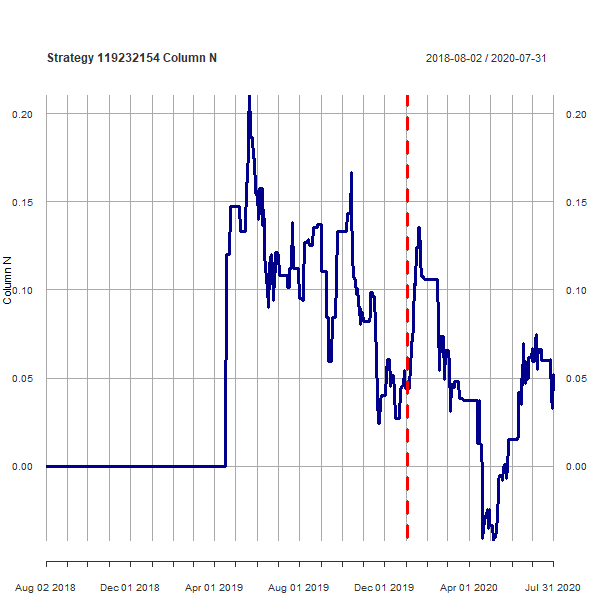 Strategy 119232154 Column N
2018-08-02 / 2020-07-31
0.20 0.20
0.15 0.15
0.10 0.10
Column N
0.05 0.05
0.00 0.00
Aug 02 2018 Dec 01 2018 Apr 01 2019 Aug 01 2019 Dec 01 2019 Apr 01 2020 Jul 31 2020